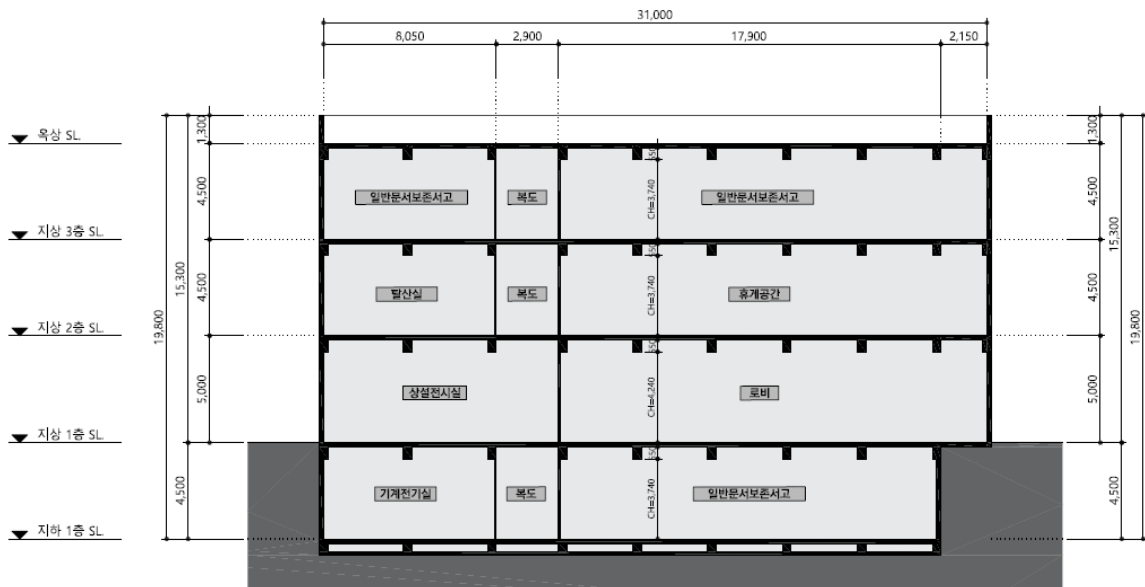 31,000
8,050 2,900 17,900 2,150
옥상 SL.
1,300
1,300
550
4,500
일반문서보존서고 복도 CH=3,740 일반문서보존서고
4,500
지상 3층 SL.
15,300
15,300
550
4,500
탈산실 복도 CH=3,740 휴게공간
4,500
19,800
19,800
지상 2층 SL.
550
5,000
상설전시실 CH=4,240 로비
5,000
지상 1층 SL.
550
4,500
기계전기실 복도 CH=3,740 일반문서보존서고
4,500
지하 1층 SL.